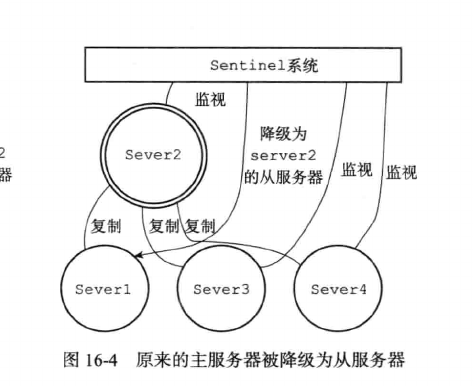 Sentinel系统
监视
2
器
Sever2
降级为
server2
的从服务器
监视
监视
复制
复制
复制
Sever1
Sever3
Sever4
图 16-4 原来的主服务器被降级为从服务器